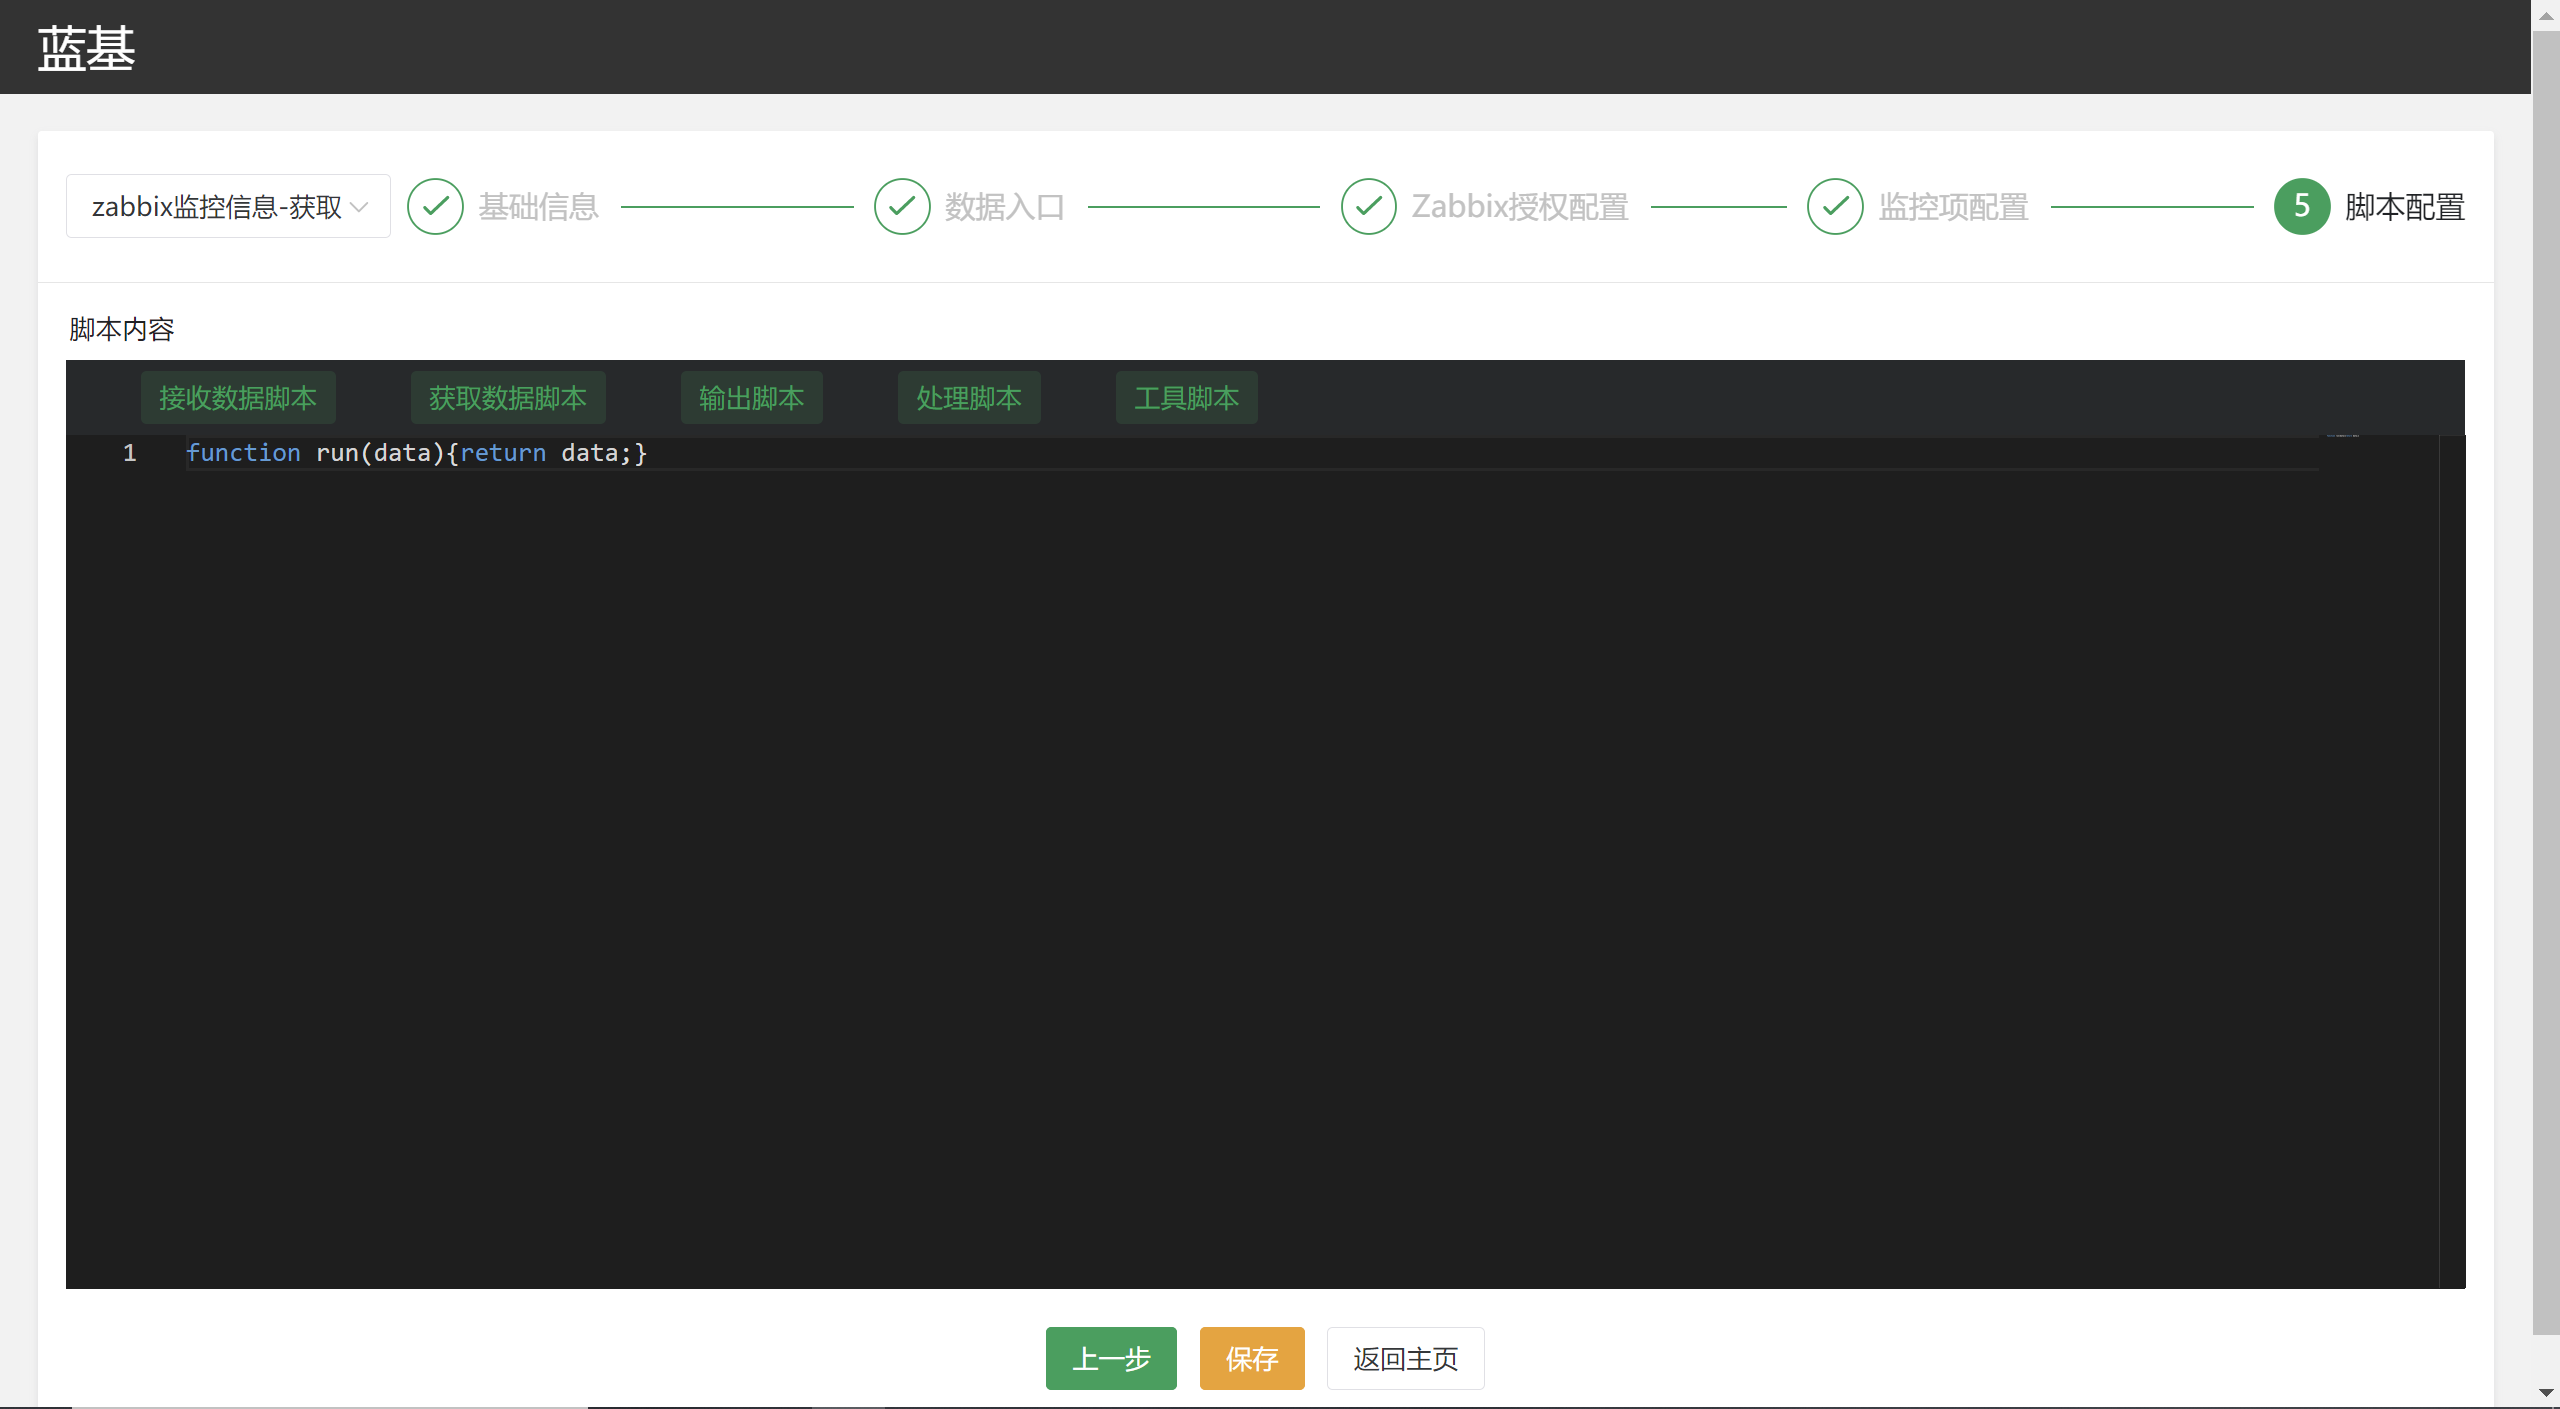 蓝基
zabbix监控信息-获取 基础信息 数据入口 Zabbix授权配置 监控项配置 5 脚本配置
脚本内容
接收数据脚本 获取数据脚本 输出脚本 处理脚本 工具脚本
1 function run(data){return data;}
上一步 保存 返回主页